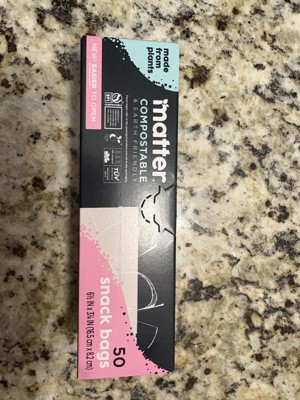 made
from
plants
matter
COMPOSTABLE
& EARTH FRIENDLY
NEW! EASIER TO OPEN
TÜV
50
snack bags
6½ IN x 3¼ IN (16.5 cm x 8.2 cm)